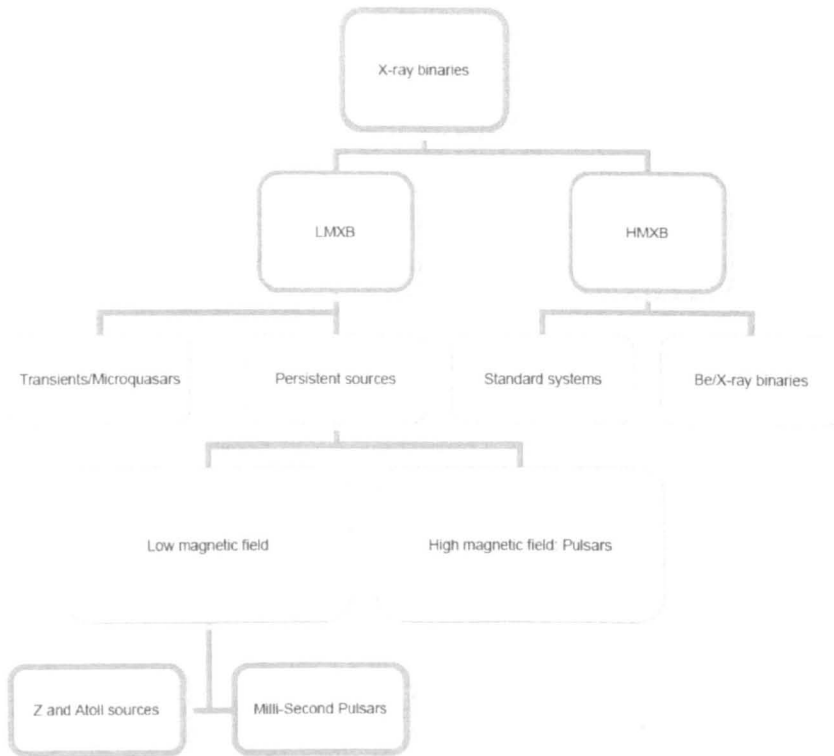 X-ray binaries
LMXB
HMXB
Transients/Microquasars
Persistent sources
Standard systems
Be/X-ray binaries
Low magnetic field
High magnetic field: Pulsars
Z and Atoll sources
Milli-Second Pulsars